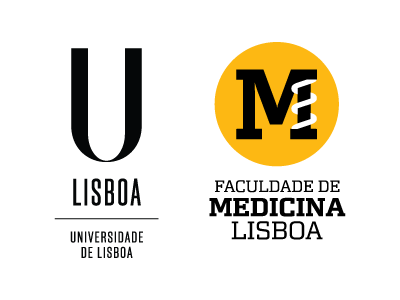 U
LISBOA
UNIVERSIDADE
DE LISBOA
M
FACULDADE DE
MEDICINA
LISBOA